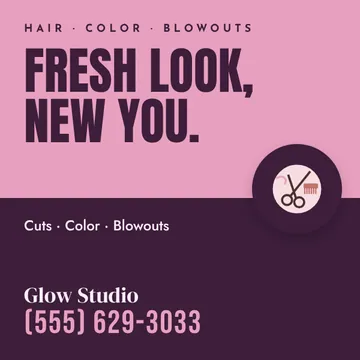 HAIR · COLOR · BLOWOUTS
FRESH LOOK,
NEW YOU.
Cuts · Color · Blowouts
Glow Studio
(555) 629-3033